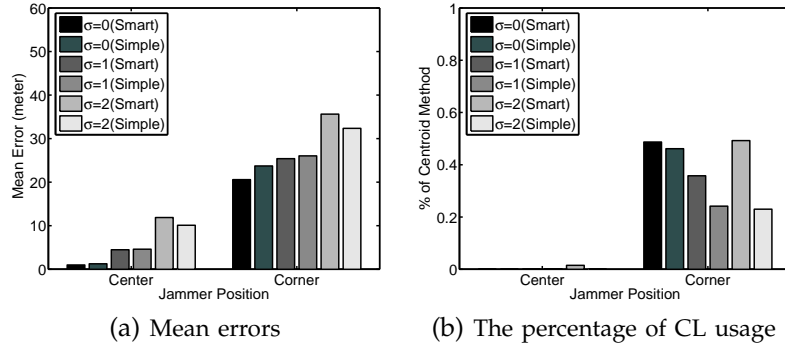 60
50
40
30
20
10
0
Mean Error (meter)
σ=0(Smart)
σ=0(Simple)
σ=1(Smart)
σ=1(Simple)
σ=2(Smart)
σ=2(Simple)
Center
Corner
Jammer Position
(a) Mean errors
1
0.8
0.6
0.4
0.2
0
% of Centroid Method
σ=0(Smart)
σ=0(Simple)
σ=1(Smart)
σ=1(Simple)
σ=2(Smart)
σ=2(Simple)
Center
Corner
Jammer Position
(b) The percentage of CL usage